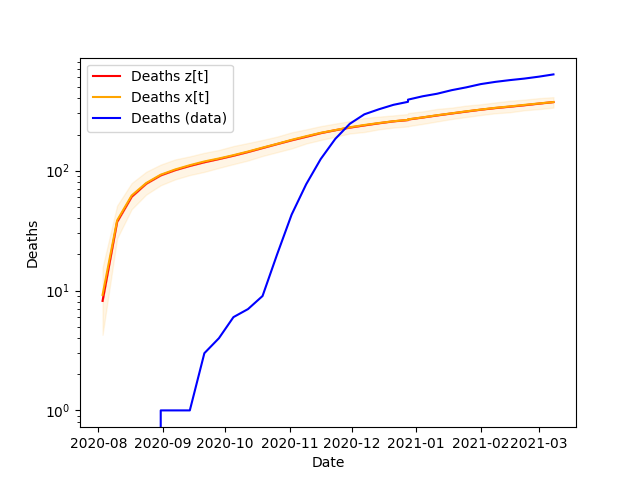 Deaths z[t]
Deaths x[t]
Deaths (data)
Deaths
10²
10¹
10⁰
2020-08 2020-09 2020-10 2020-11 2020-12 2021-01 2021-02 2021-03
Date